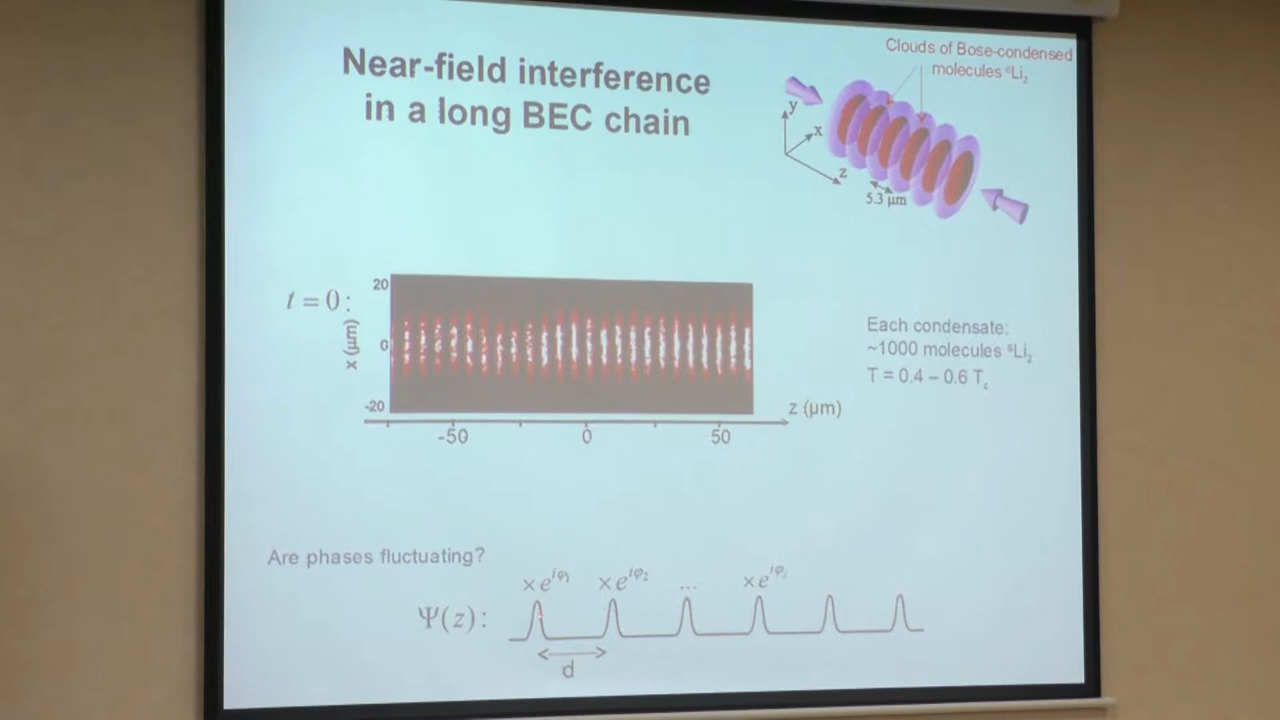 Near-field interference
in a long BEC chain
Clouds of Bose-condensed
molecules ⁶Li₂
y
x
z
5.3 μm
t = 0:
x (μm)
20
0
-20
-50
0
50
z (μm)
Each condensate:
~1000 molecules ⁶Li₂
T = 0.4 – 0.6 T꜀
Are phases fluctuating?
×e^{iφ₁} ×e^{iφ₂} ... ×e^{iφ}
Ψ(z):
d